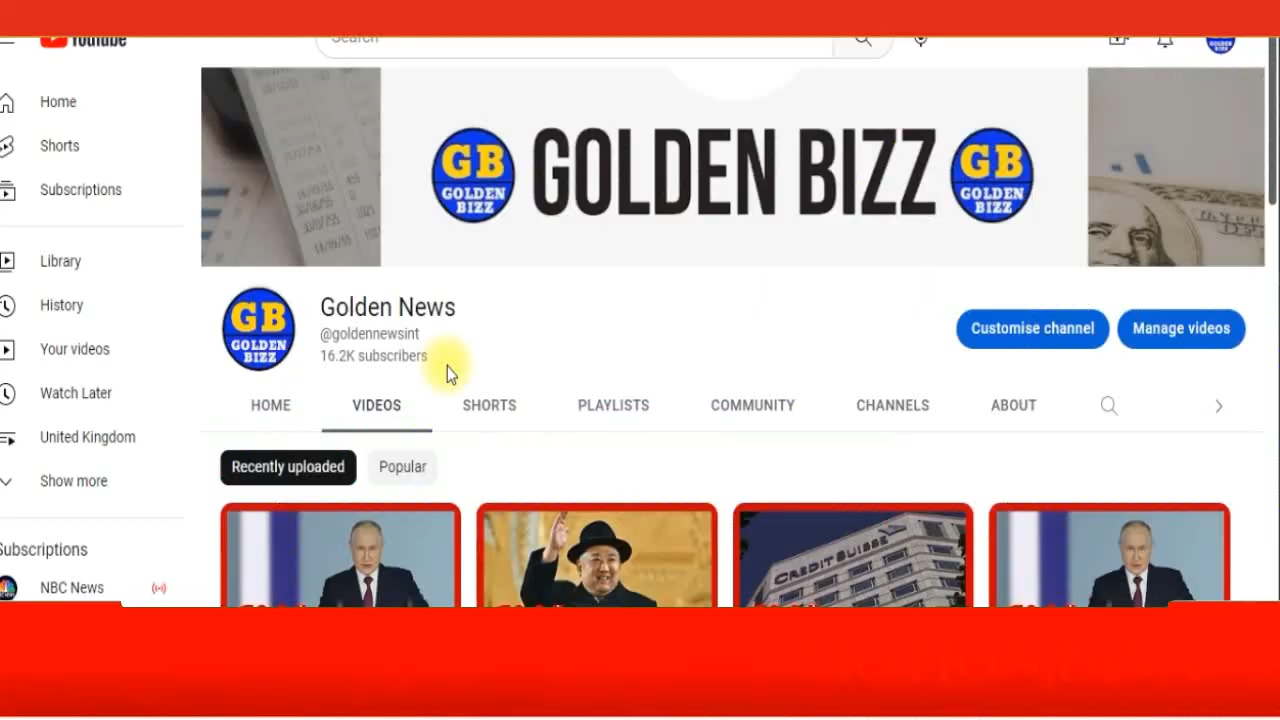 YouTube
Search
GOLDEN BIZZ
Home
Shorts
Subscriptions
Library
History
Your videos
Watch Later
United Kingdom
Show more
Subscriptions
NBC News
GB
GOLDEN
BIZZ
GOLDEN BIZZ
GB
GOLDEN
BIZZ
GB
GOLDEN
BIZZ
Golden News
@goldennewsint
16.2K subscribers
Customise channel
Manage videos
HOME
VIDEOS
SHORTS
PLAYLISTS
COMMUNITY
CHANNELS
ABOUT
Recently uploaded
Popular
CREDIT SUISSE